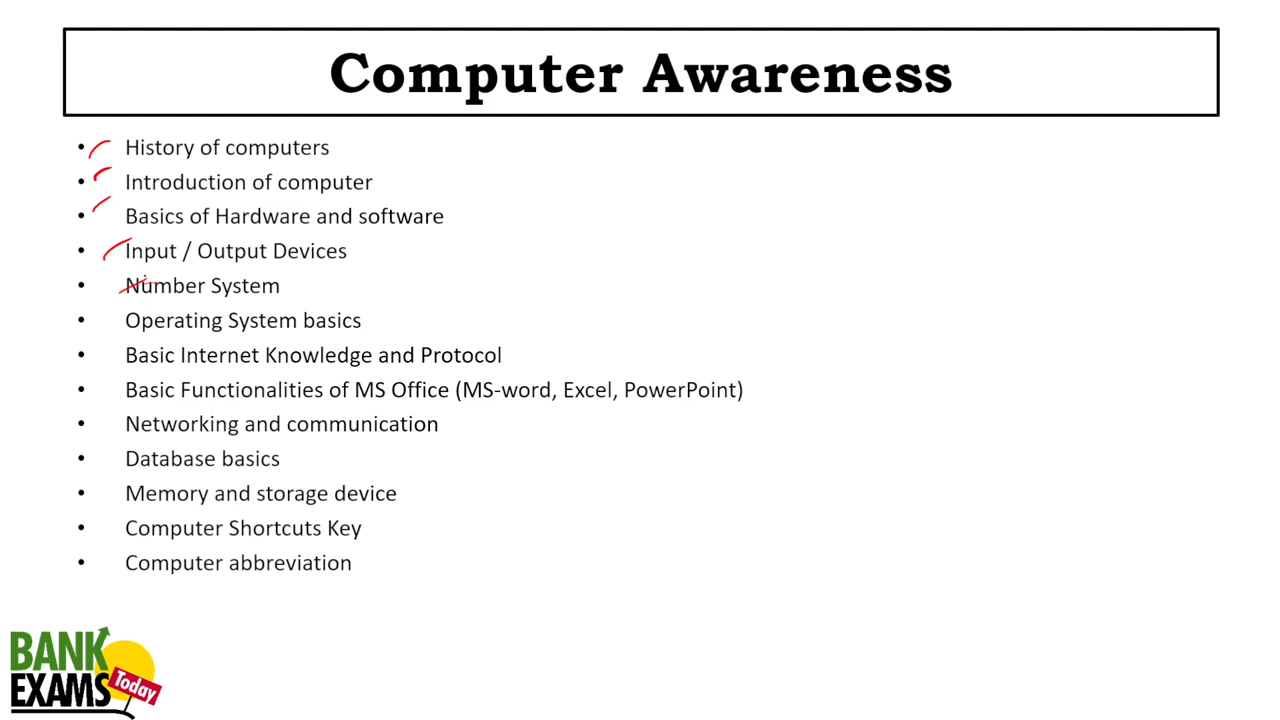 Computer Awareness
• History of computers
• Introduction of computer
• Basics of Hardware and software
• Input / Output Devices
• Number System
• Operating System basics
• Basic Internet Knowledge and Protocol
• Basic Functionalities of MS Office (MS-word, Excel, PowerPoint)
• Networking and communication
• Database basics
• Memory and storage device
• Computer Shortcuts Key
• Computer abbreviation
BANK
EXAMS
Today